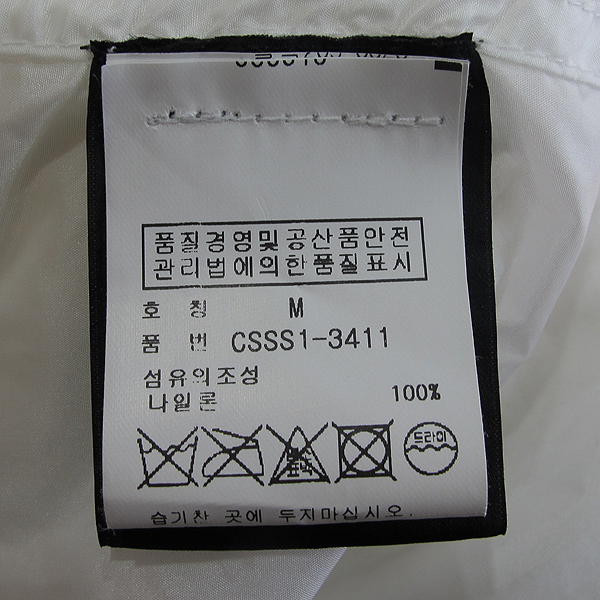 품질경영및공산품안전
관리법에의한품질표시
호 칭 M
품 번 CSSS1-3411
섬유의조성
나일론 100%
드라이
습기찬 곳에 두지마십시오.